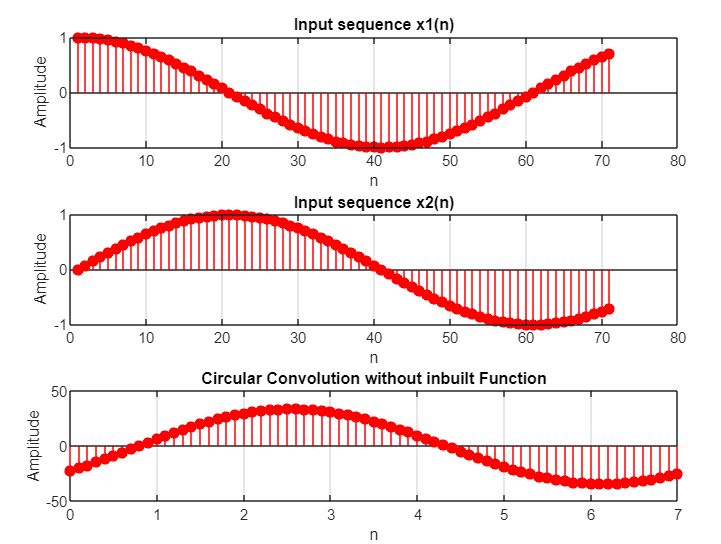 Input sequence x1(n)
1
0
-1
Amplitude
0 10 20 30 40 50 60 70 80
n
Input sequence x2(n)
1
0
-1
Amplitude
0 10 20 30 40 50 60 70 80
n
Circular Convolution without inbuilt Function
50
0
-50
Amplitude
0 1 2 3 4 5 6 7
n